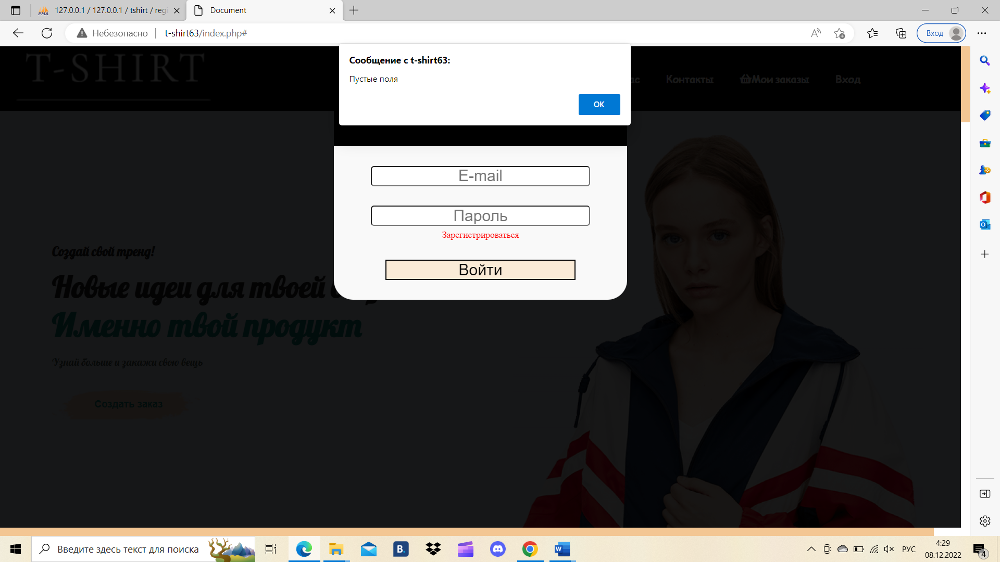 127.0.0.1 / 127.0.0.1 / tshirt / reg
Document
Небезопасно
t-shirt63/index.php#
Вход
T-SHIRT
Сообщение с t-shirt63:
Пустые поля
ОК
Контакты
Мои заказы
Вход
E-mail
Пароль
Зарегистрироваться
Войти
Создай свой тренд!
Новые идеи для твоей
Именно твой продукт
Узнай больше и закажи свою вещь
Создать заказ
Введите здесь текст для поиска
B.
РУС
4:29
08.12.2022
4